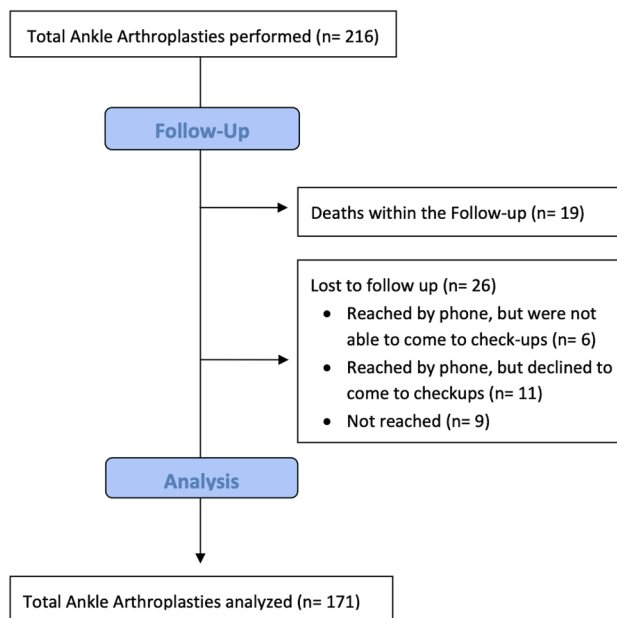 Total Ankle Arthroplasties performed (n= 216)
Follow-Up
Deaths within the Follow-up (n= 19)
Lost to follow up (n= 26)
• Reached by phone, but were not
able to come to check-ups (n= 6)
• Reached by phone, but declined to
come to checkups (n= 11)
• Not reached (n= 9)
Analysis
Total Ankle Arthroplasties analyzed (n= 171)